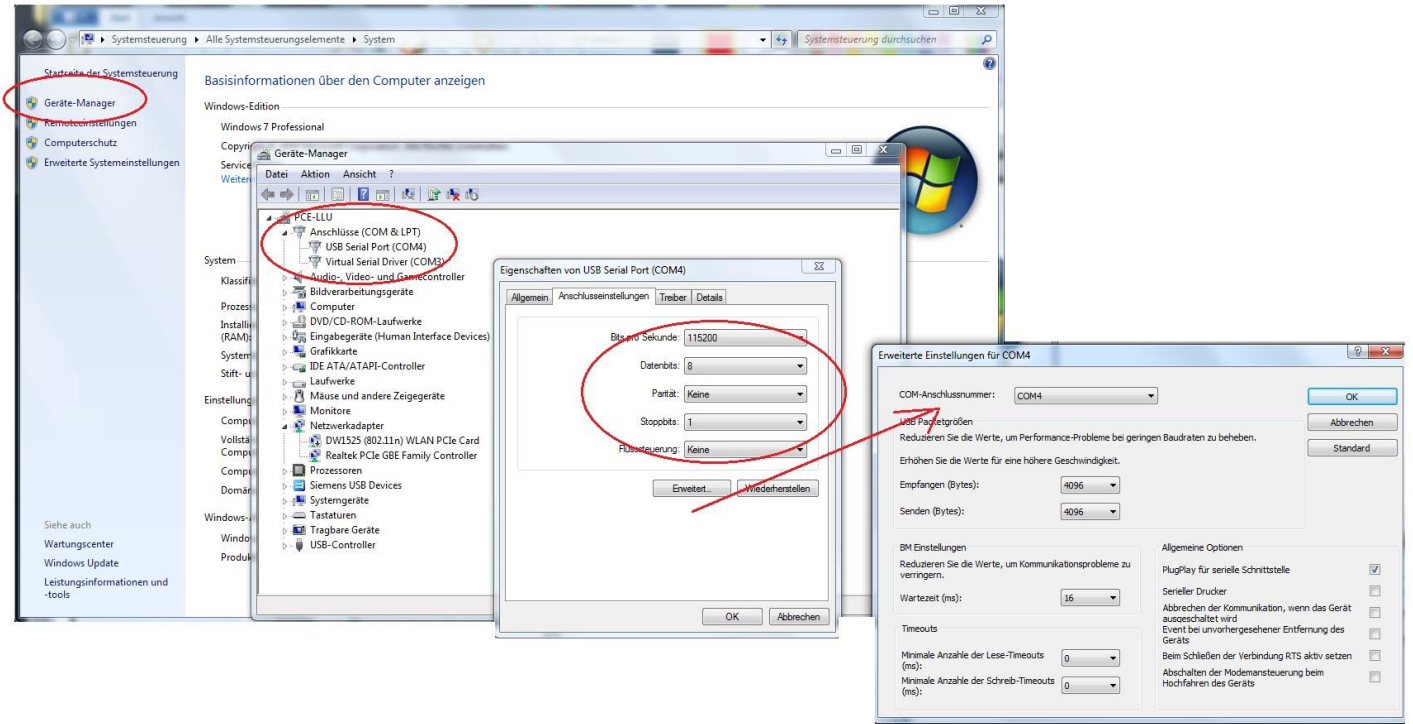 Systemsteuerung ▸ Alle Systemsteuerungselemente ▸ System
Systemsteuerung durchsuchen
Startseite der Systemsteuerung
Geräte-Manager
Remoteeinstellungen
Computerschutz
Erweiterte Systemeinstellungen
Siehe auch
Wartungscenter
Windows Update
Leistungsinformationen und
-tools
Basisinformationen über den Computer anzeigen
Windows-Edition
Windows 7 Professional
Service
System
(RAM):
Stift- u
Geräte-Manager
Datei Aktion Ansicht ?
PCE-LLU
Anschlüsse (COM & LPT)
USB Serial Port (COM4)
Virtual Serial Driver (COM3)
Audio-, Video- und Gamecontroller
Bildverarbeitungsgeräte
Computer
DVD/CD-ROM-Laufwerke
Eingabegeräte (Human Interface Devices)
Grafikkarte
IDE ATA/ATAPI-Controller
Laufwerke
Mäuse und andere Zeigegeräte
Monitore
Netzwerkadapter
DW1525 (802.11n) WLAN PCIe Card
Realtek PCIe GBE Family Controller
Prozessoren
Siemens USB Devices
Systemgeräte
Tastaturen
Tragbare Geräte
USB-Controller
Eigenschaften von USB Serial Port (COM4)
Allgemein Anschlusseinstellungen Treiber Details
Bits pro Sekunde: 115200
Datenbits: 8
Parität: Keine
Stoppbits: 1
Flusssteuerung: Keine
Erweitert... Wiederherstellen
OK Abbrechen
Erweiterte Einstellungen für COM4
COM-Anschlussnummer: COM4
OK
Abbrechen
Standard
USB Packetgrößen
Reduzieren Sie die Werte, um Performance-Probleme bei geringen Baudraten zu beheben.
Erhöhen Sie die Werte für eine höhere Geschwindigkeit.
Empfangen (Bytes): 4096
Senden (Bytes): 4096
BM Einstellungen
Reduzieren Sie die Werte, um Kommunikationsprobleme zu
verringern.
Wartezeit (ms): 16
Timeouts
Minimale Anzahle der Lese-Timeouts
(ms): 0
Minimale Anzahle der Schreib-Timeouts
(ms): 0
Allgemeine Optionen
PlugPlay für serielle Schnittstelle
Serieller Drucker
Abbrechen der Kommunikation, wenn das Gerät
ausgeschaltet wird
Event bei unvorhergesehener Entfernung des
Geräts
Beim Schließen der Verbindung RTS aktiv setzen
Abschalten der Modemansteuerung beim
Hochfahren des Geräts